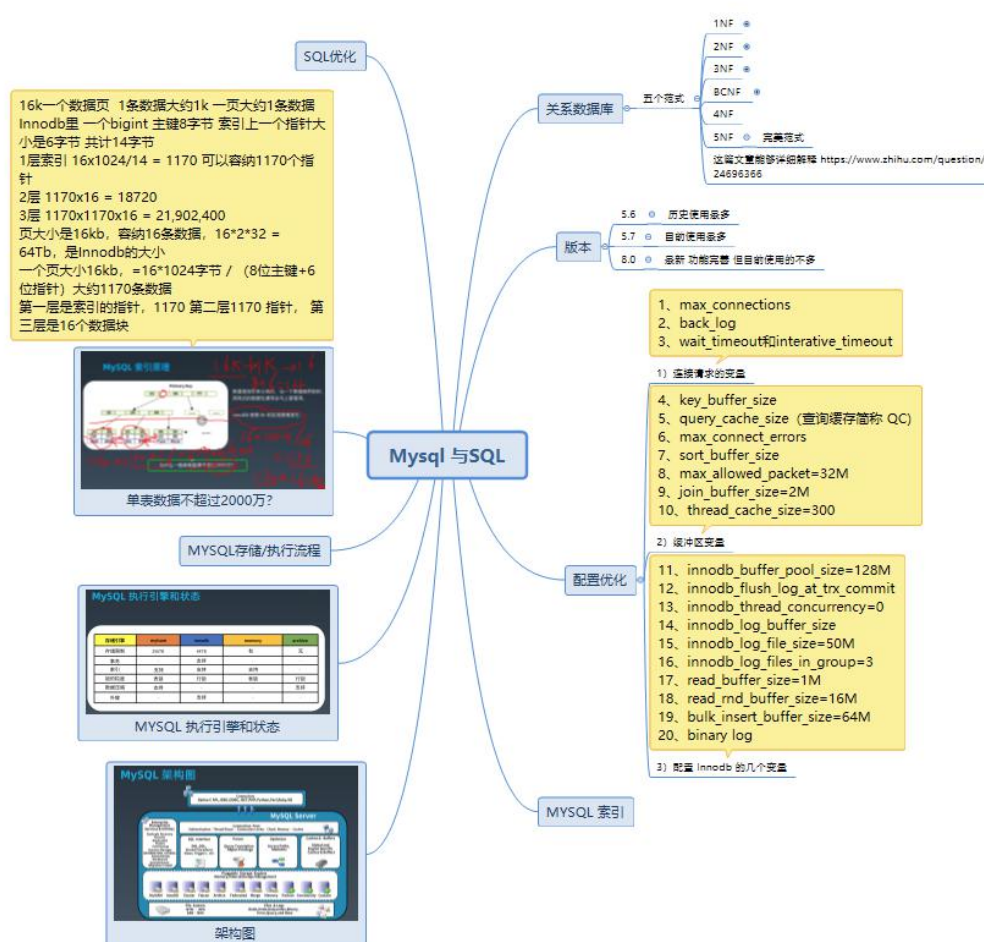 Mysql 与SQL
SQL优化
16k一个数据页 1条数据大约1k 一页大约1条数据
Innodb里 一个bigint 主键8字节 索引上一个指针大
小是6字节 共计14字节
1层索引 16x1024/14 = 1170 可以容纳1170个指
针
2层 1170x16 = 18720
3层 1170x1170x16 = 21,902,400
页大小是16kb，容纳16条数据，16*2*32 =
64Tb，是Innodb的大小
一个页大小16kb，=16*1024字节 / （8位主键+6
位指针）大约1170条数据
第一层是索引的指针，1170 第二层1170 指针， 第
三层是16个数据块
MySQL 索引原理
单表数据不超过2000万?
MYSQL存储/执行流程
MySQL 执行引擎和状态
MYSQL 执行引擎和状态
MySQL 架构图
MySQL Server
架构图
关系数据库
五个范式
1NF
2NF
3NF
BCNF
4NF
5NF 完美范式
这篇文章能够详细解释 https://www.zhihu.com/question/
24696366
版本
5.6 历史使用最多
5.7 目前使用最多
8.0 最新 功能完善 但目前使用的不多
配置优化
1、max_connections
2、back_log
3、wait_timeout和interative_timeout
1）连接请求的变量
4、key_buffer_size
5、query_cache_size（查询缓存简称 QC)
6、max_connect_errors
7、sort_buffer_size
8、max_allowed_packet=32M
9、join_buffer_size=2M
10、thread_cache_size=300
2）缓冲区变量
11、innodb_buffer_pool_size=128M
12、innodb_flush_log_at_trx_commit
13、innodb_thread_concurrency=0
14、innodb_log_buffer_size
15、innodb_log_file_size=50M
16、innodb_log_files_in_group=3
17、read_buffer_size=1M
18、read_rnd_buffer_size=16M
19、bulk_insert_buffer_size=64M
20、binary log
3）配置 Innodb 的几个变量
MYSQL 索引